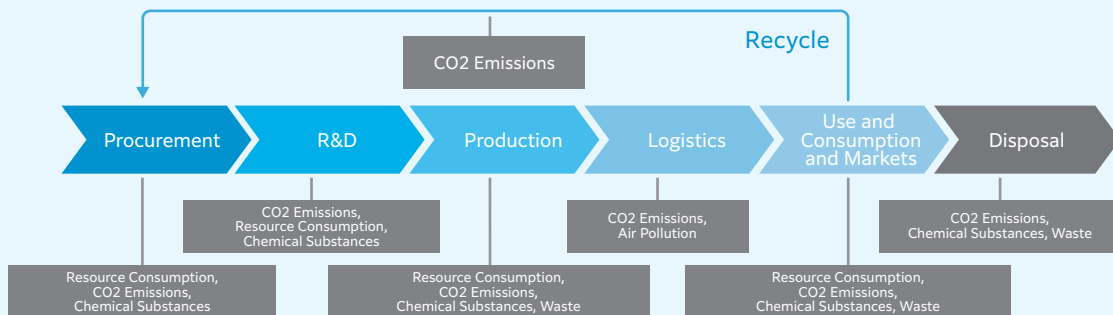 Recycle
CO2 Emissions
Procurement
R&D
Production
Logistics
Use and
Consumption
and Markets
Disposal
CO2 Emissions,
Resource Consumption,
Chemical Substances
CO2 Emissions,
Air Pollution
CO2 Emissions,
Chemical Substances, Waste
Resource Consumption,
CO2 Emissions,
Chemical Substances
Resource Consumption,
CO2 Emissions,
Chemical Substances, Waste
Resource Consumption,
CO2 Emissions,
Chemical Substances, Waste